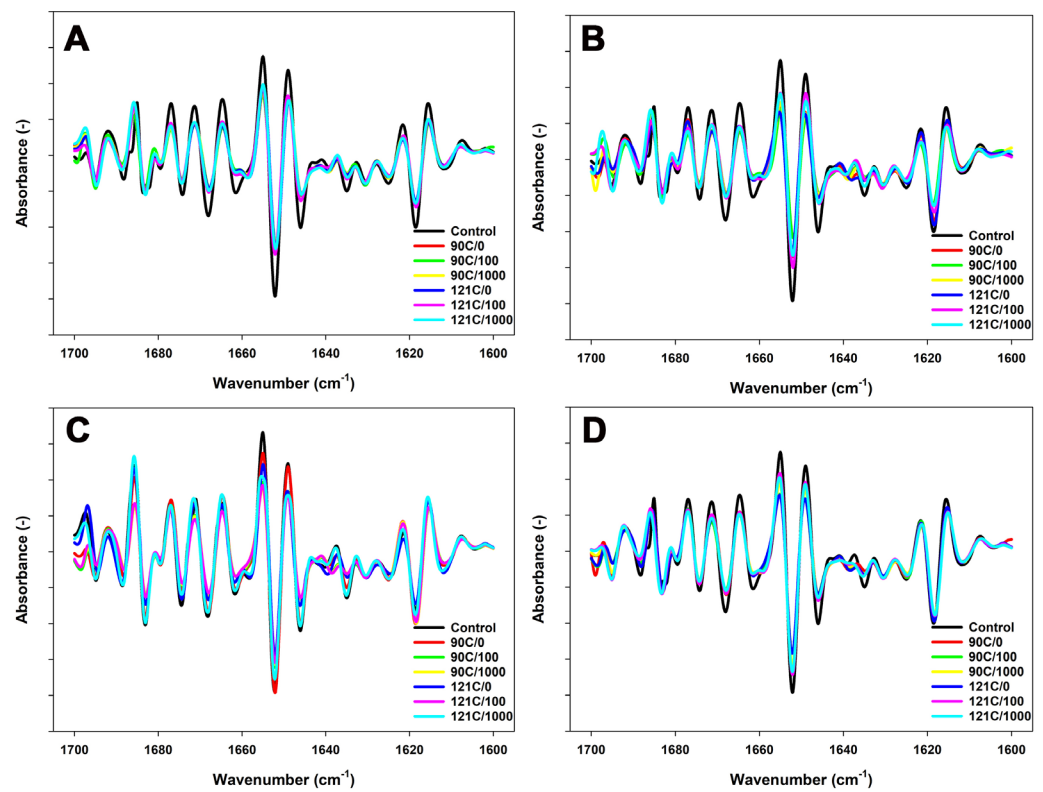 A
Absorbance (-)
Control
90C/0
90C/100
90C/1000
121C/0
121C/100
121C/1000
1700 1680 1660 1640 1620 1600
Wavenumber (cm-1)
B
Absorbance (-)
Control
90C/0
90C/100
90C/1000
121C/0
121C/100
121C/1000
1700 1680 1660 1640 1620 1600
Wavenumber (cm-1)
C
Absorbance (-)
Control
90C/0
90C/100
90C/1000
121C/0
121C/100
121C/1000
1700 1680 1660 1640 1620 1600
Wavenumber (cm-1)
D
Absorbance (-)
Control
90C/0
90C/100
90C/1000
121C/0
121C/100
121C/1000
1700 1680 1660 1640 1620 1600
Wavenumber (cm-1)